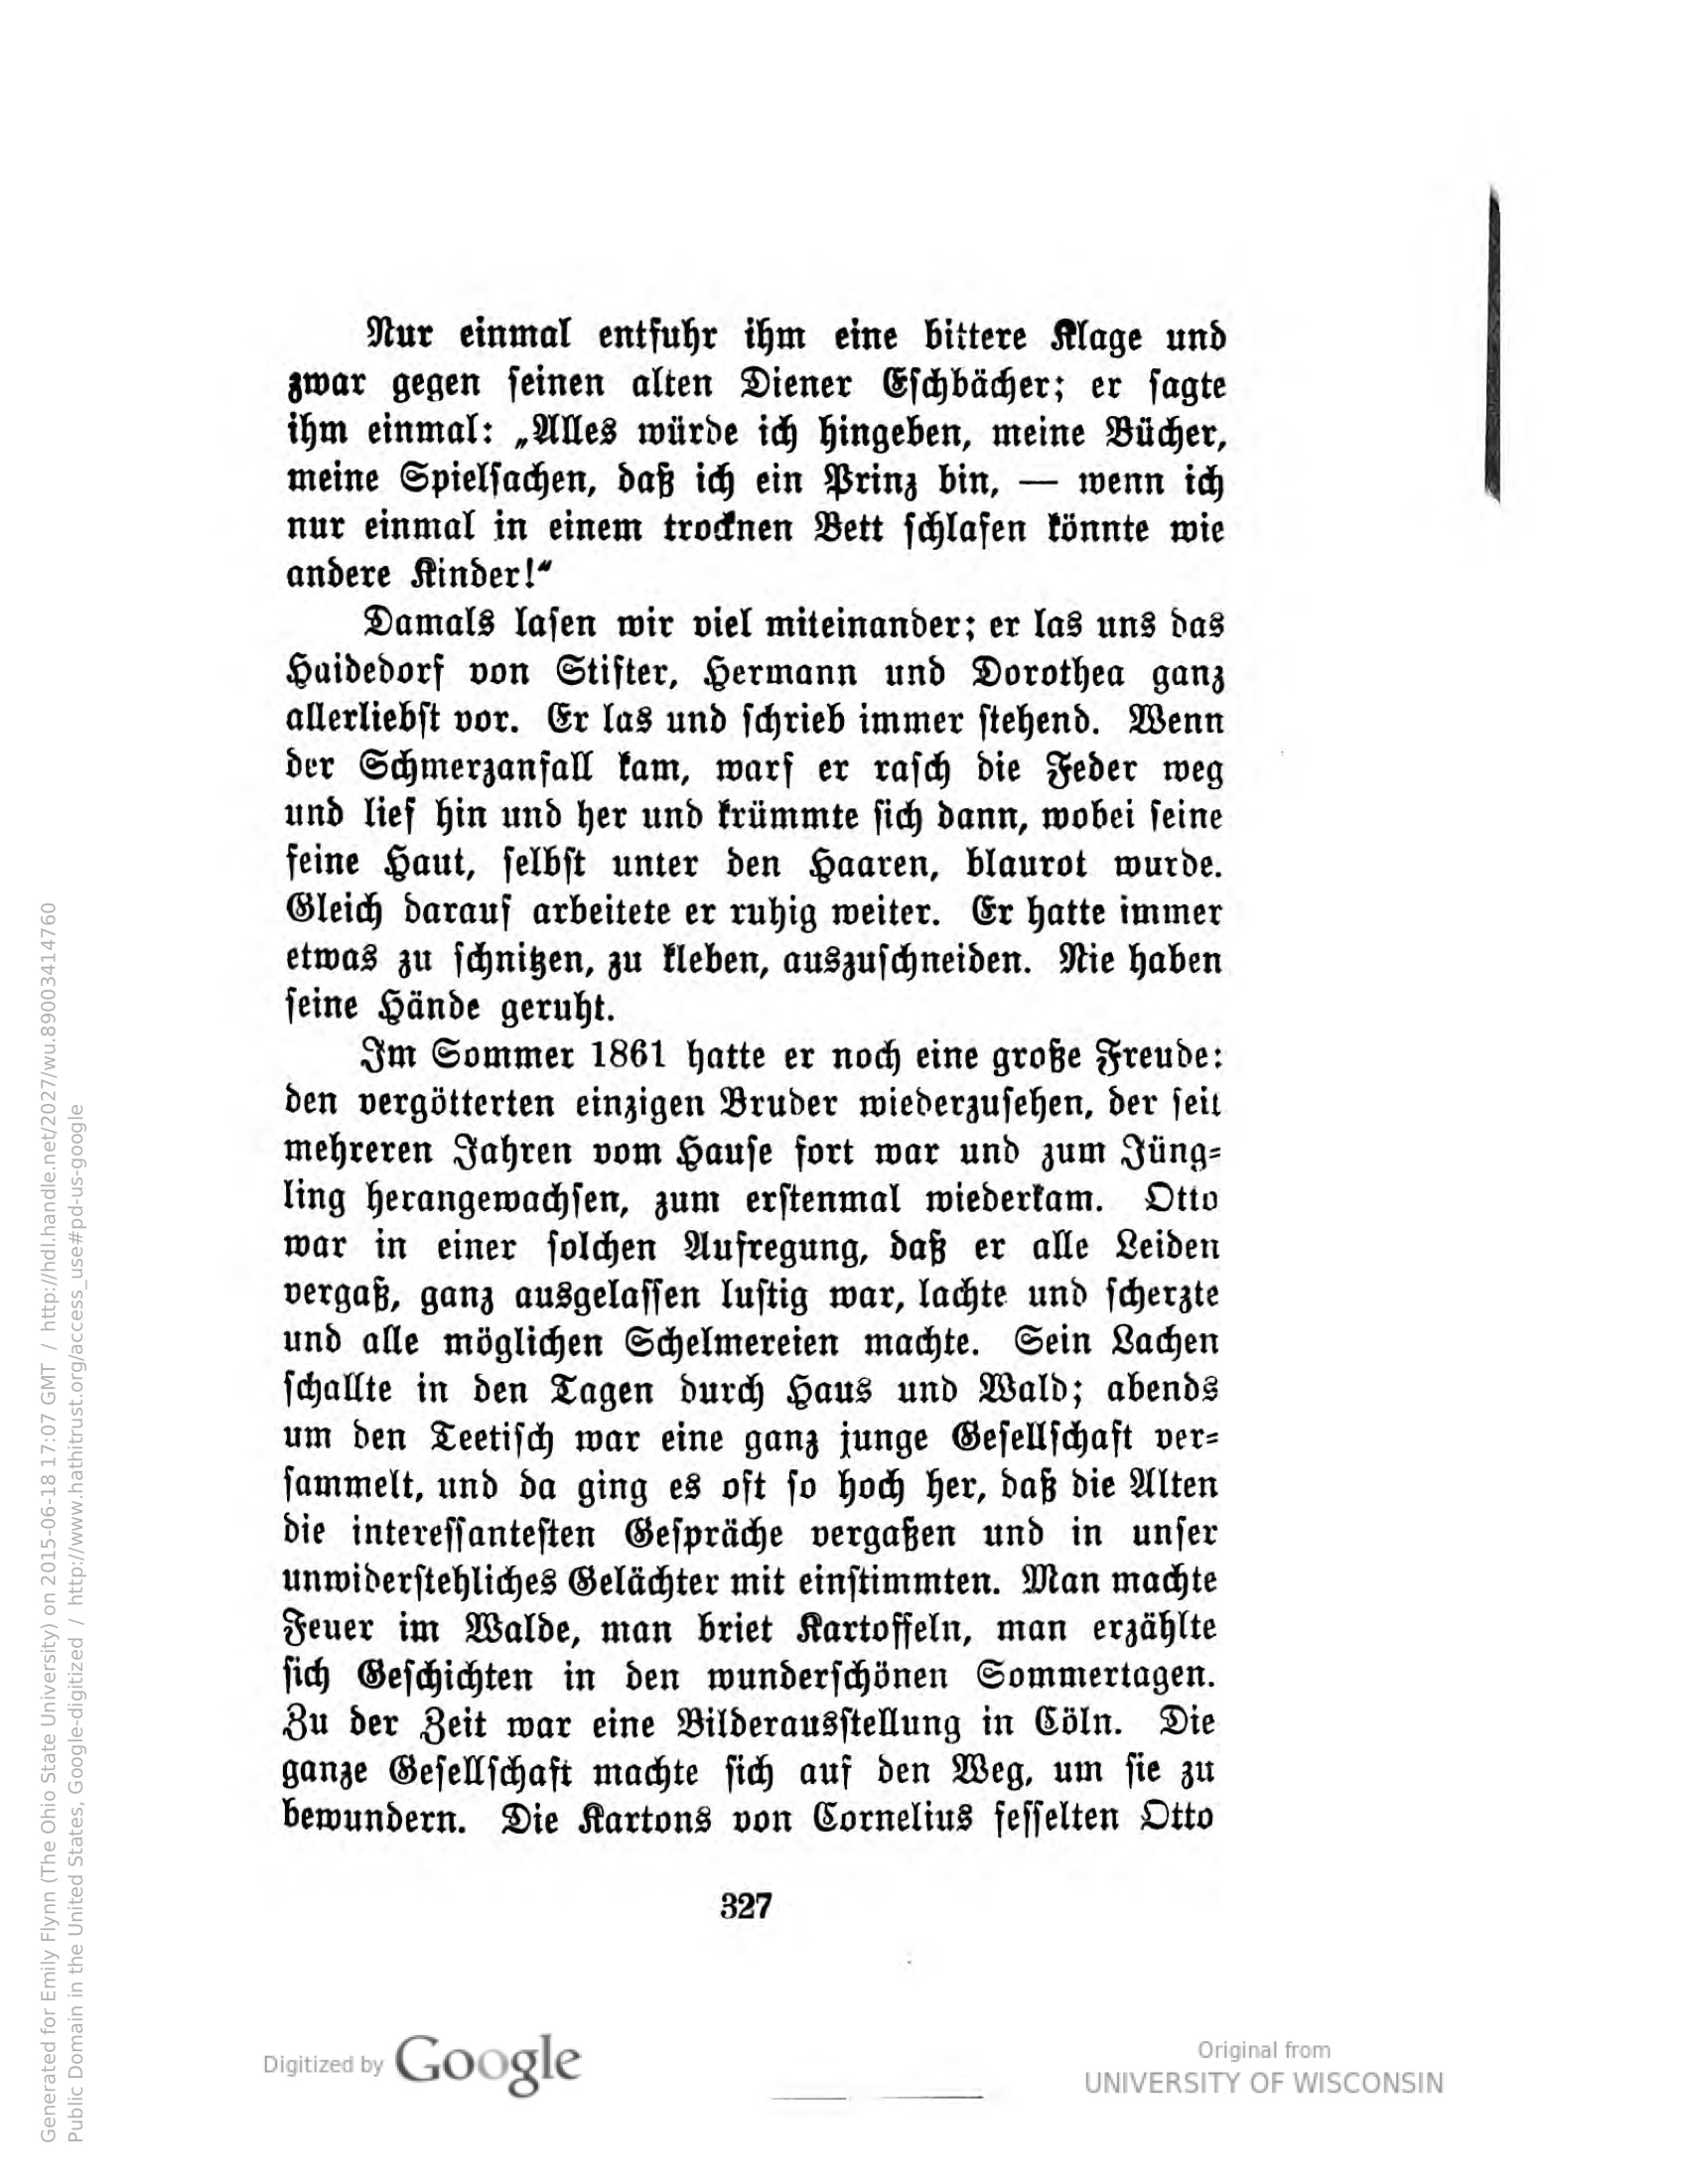 Nur einmal entfuhr ihm eine bittere Klage und
zwar gegen seinen alten Diener Eschbächer; er sagte
ihm einmal: „Alles würde ich hingeben, meine Bücher,
meine Spielsachen, daß ich ein Prinz bin, — wenn ich
nur einmal in einem trocknen Bett schlafen könnte wie
andere Kinder!“
Damals lasen wir viel miteinander; er las uns das
Haidedorf von Stifter, Hermann und Dorothea ganz
allerliebst vor. Er las und schrieb immer stehend. Wenn
der Schmerzanfall kam, warf er rasch die Feder weg
und lief hin und her und krümmte sich dann, wobei seine
feine Haut, selbst unter den Haaren, blaurot wurde.
Gleich darauf arbeitete er ruhig weiter. Er hatte immer
etwas zu schnitzen, zu kleben, auszuschneiden. Nie haben
seine Hände geruht.
Im Sommer 1861 hatte er noch eine große Freude:
den vergötterten einzigen Bruder wiederzusehen, der seit
mehreren Jahren vom Hause fort war und zum Jüng-
ling herangewachsen, zum erstenmal wiederkam. Otto
war in einer solchen Aufregung, daß er alle Leiden
vergaß, ganz ausgelassen lustig war, lachte und scherzte
und alle möglichen Schelmereien machte. Sein Lachen
schallte in den Tagen durch Haus und Wald; abends
um den Teetisch war eine ganz junge Gesellschaft ver-
sammelt, und da ging es oft so hoch her, daß die Alten
die interessantesten Gespräche vergaßen und in unser
unwiderstehliches Gelächter mit einstimmten. Man machte
Feuer im Walde, man briet Kartoffeln, man erzählte
sich Geschichten in den wunderschönen Sommertagen.
Zu der Zeit war eine Bilderausstellung in Cöln. Die
ganze Gesellschaft machte sich auf den Weg, um sie zu
bewundern. Die Kartons von Cornelius fesselten Otto
327
Digitized by Google
Original from
UNIVERSITY OF WISCONSIN
Generated for Emily Flynn (The Ohio State University) on 2015-06-18 17:07 GMT / http://hdl.handle.net/2027/wu.89003414760
Public Domain in the United States, Google-digitized / http://www.hathitrust.org/access_use#pd-us-google